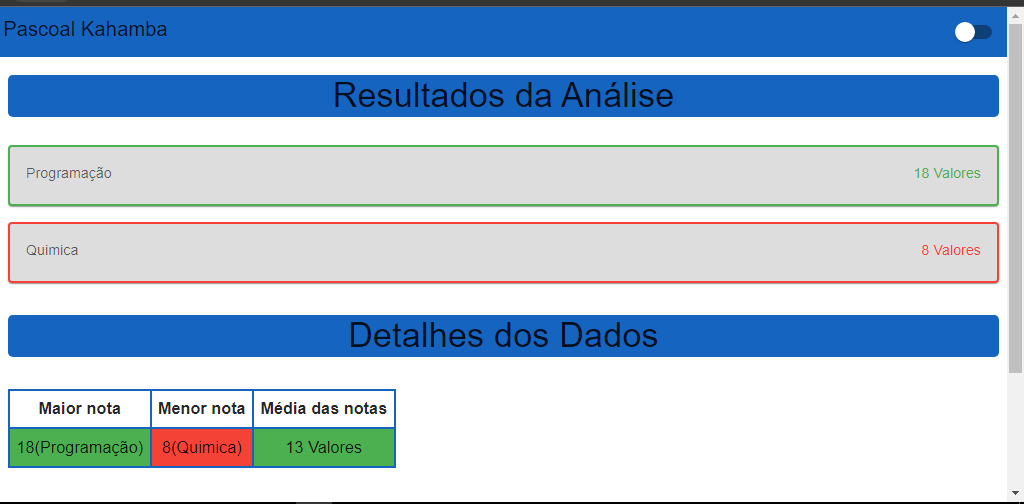 Pascoal Kahamba
Resultados da Análise
Programação 18 Valores
Quimica 8 Valores
Detalhes dos Dados
Maior nota Menor nota Média das notas
18(Programação) 8(Quimica) 13 Valores